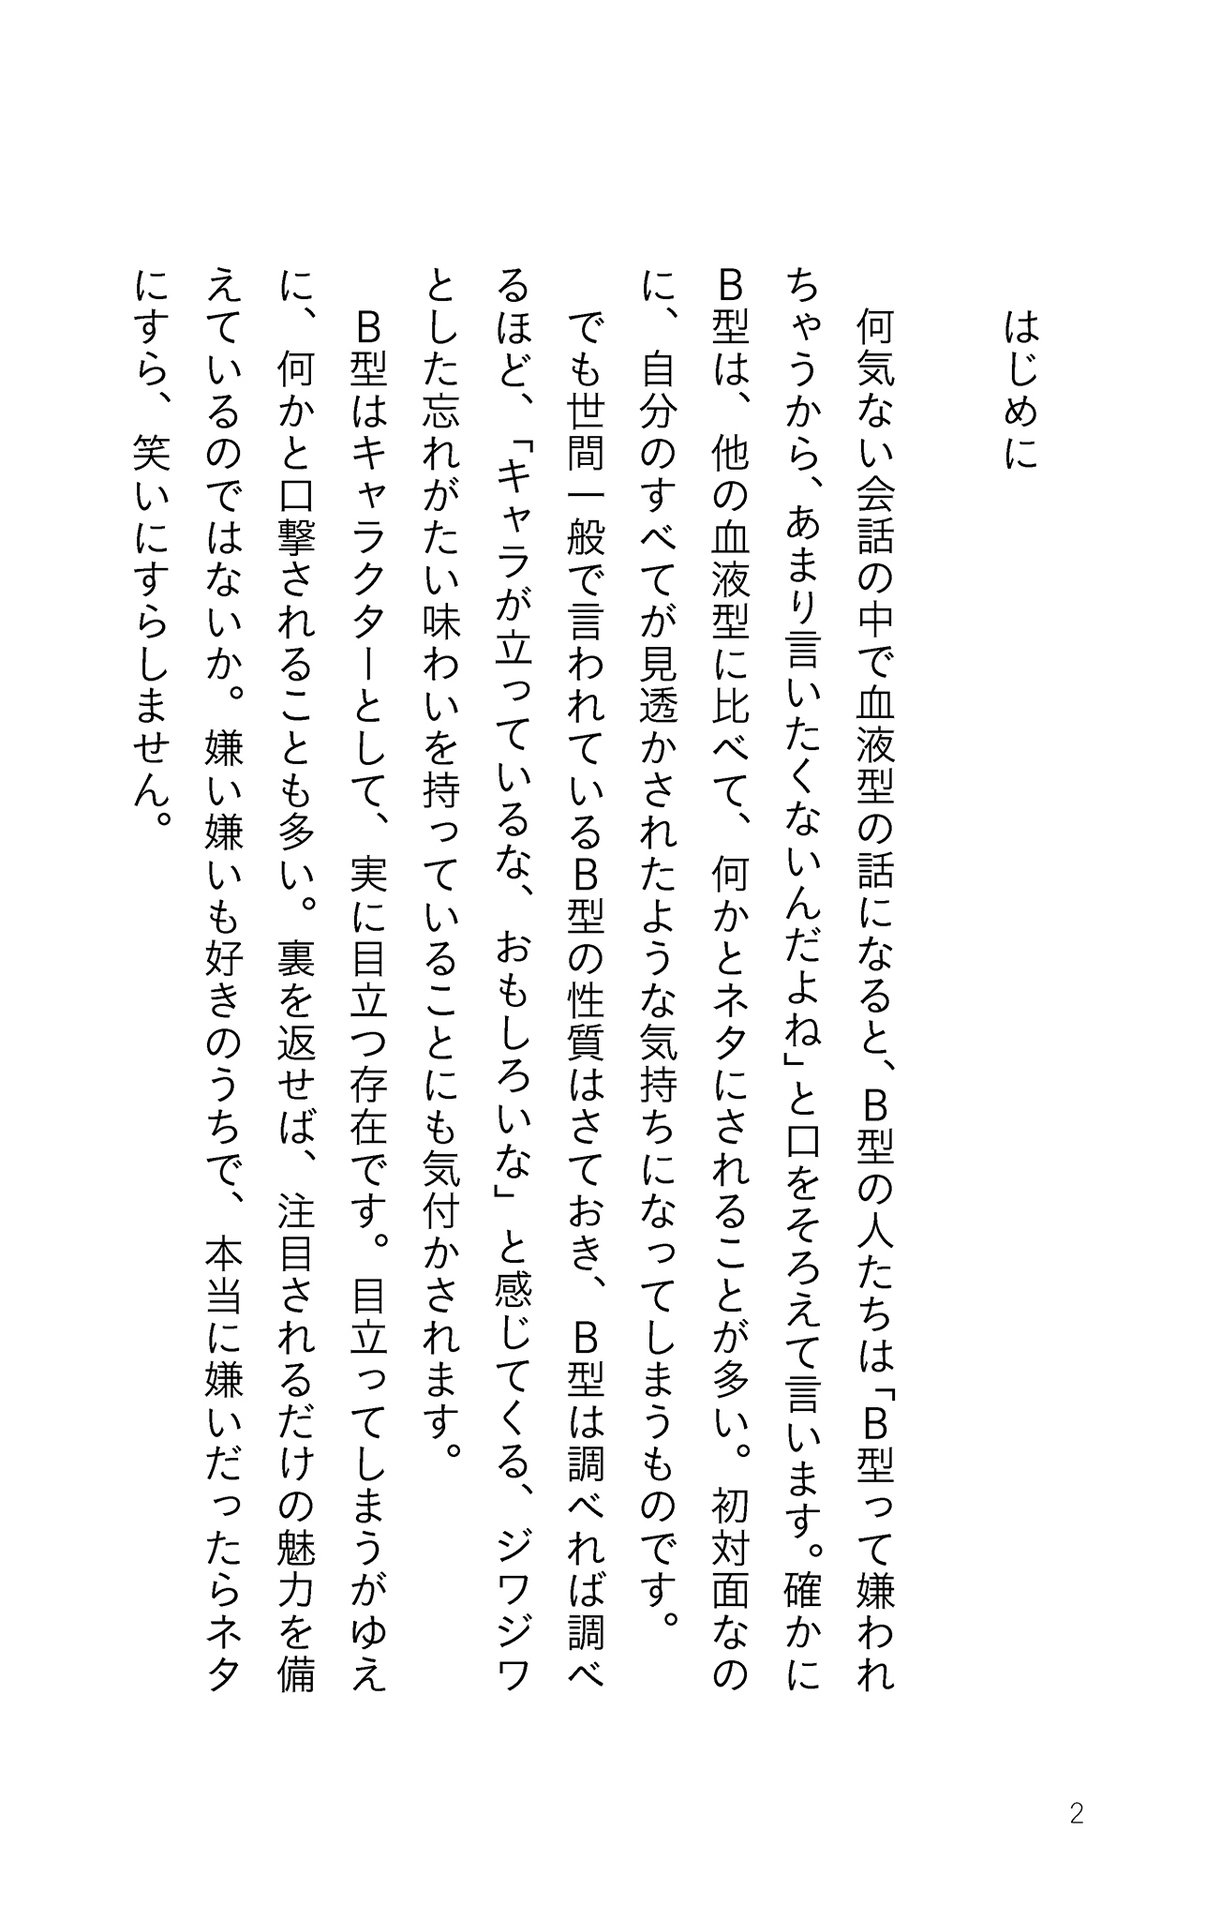 はじめに
何気ない会話の中で血液型の話になると、B型の人たちは「B型って嫌われ
ちゃうから、あまり言いたくないんだよね」と口をそろえて言います。確かに
B型は、他の血液型に比べて、何かとネタにされることが多い。初対面なの
に、自分のすべてが見透かされたような気持ちになってしまうものです。
でも世間一般で言われているB型の性質はさておき、B型は調べれば調べ
るほど、「キャラが立っているな、おもしろいな」と感じてくる、ジワジワ
とした忘れがたい味わいを持っていることにも気付かされます。
B型はキャラクターとして、実に目立つ存在です。目立ってしまうがゆえ
に、何かと口撃されることも多い。裏を返せば、注目されるだけの魅力を備
えているのではないか。嫌い嫌いも好きのうちで、本当に嫌いだったらネタ
にすら、笑いにすらしません。
2